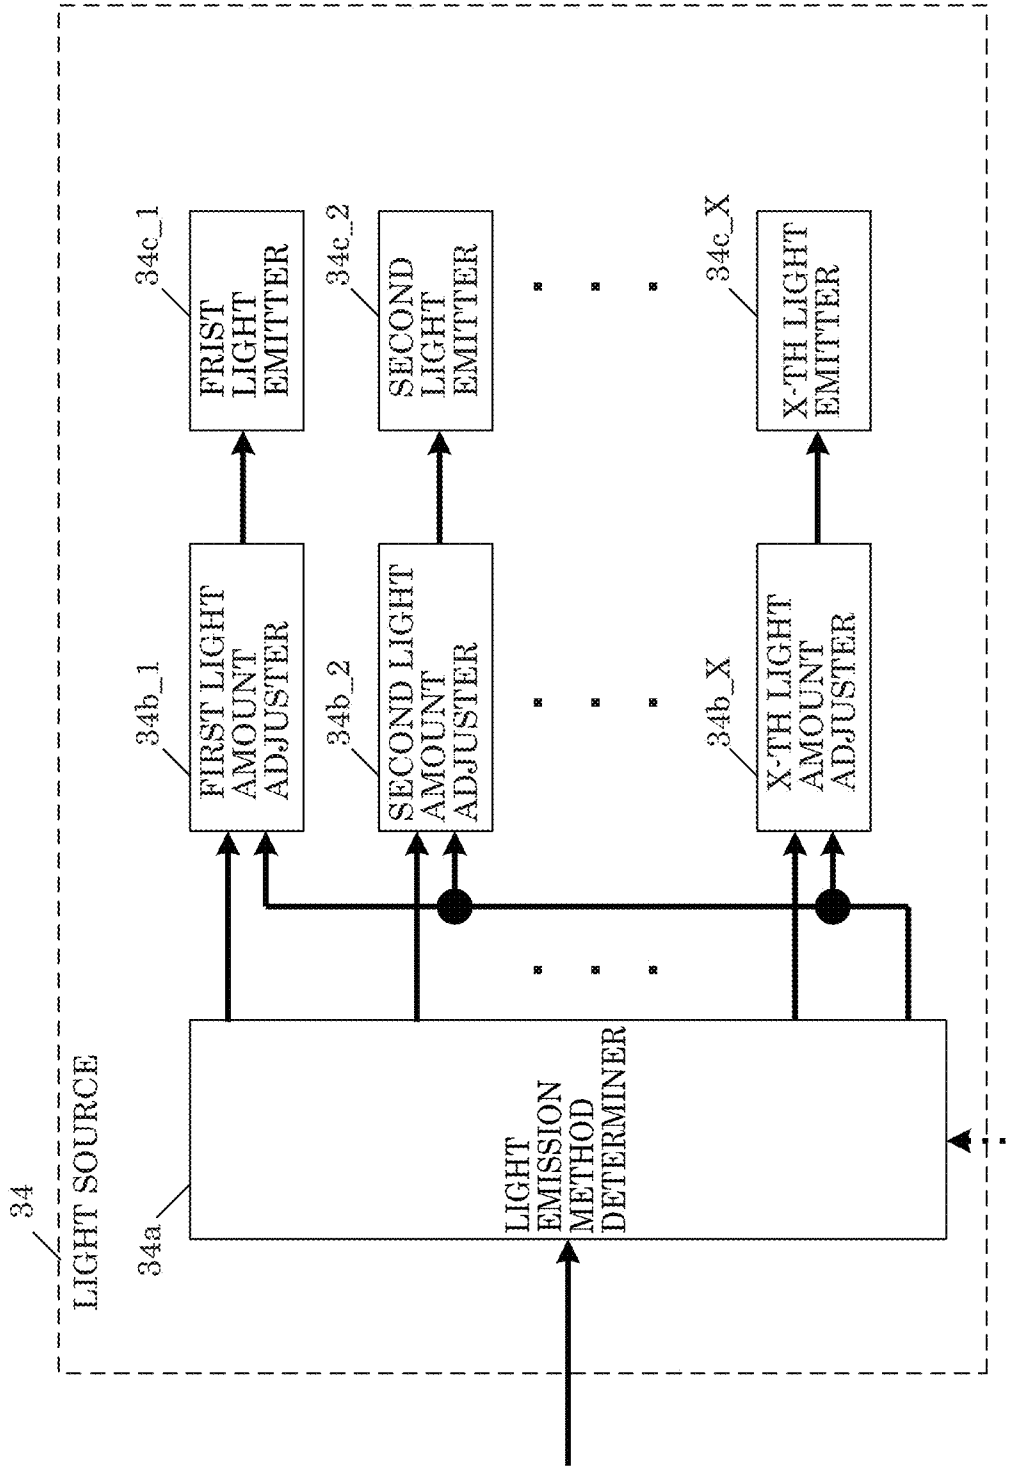 34
LIGHT SOURCE
34a
LIGHT
EMISSION
METHOD
DETERMINER
34b_1
FIRST LIGHT
AMOUNT
ADJUSTER
34c_1
FRIST
LIGHT
EMITTER
34b_2
SECOND LIGHT
AMOUNT
ADJUSTER
34c_2
SECOND
LIGHT
EMITTER
34b_X
X-TH LIGHT
AMOUNT
ADJUSTER
34c_X
X-TH LIGHT
EMITTER